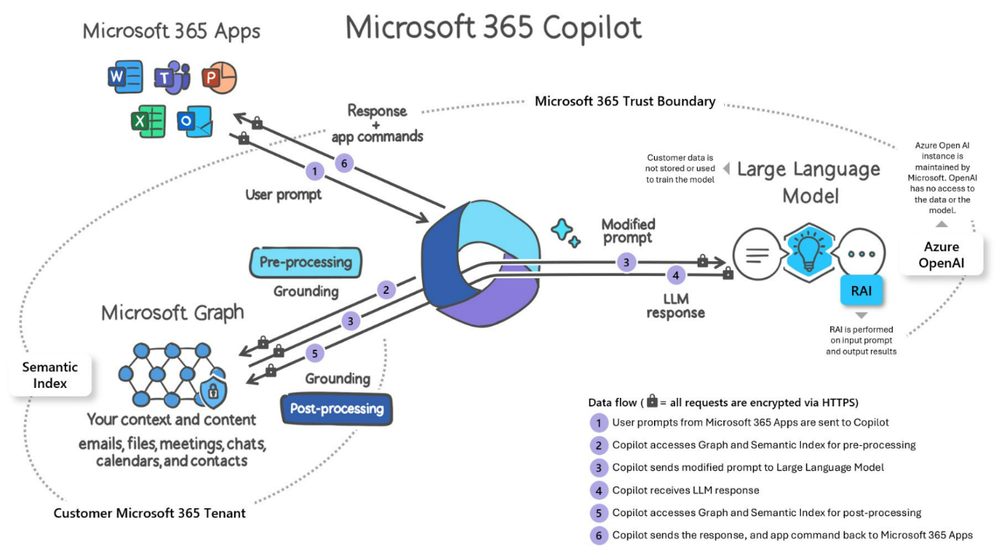 Microsoft 365 Copilot
Microsoft 365 Apps
W
T
P
X
O
Response
+
app commands
6
1
User prompt
Microsoft 365 Trust Boundary
Customer data is
not stored or used
to train the model
Large Language
Model
Azure Open AI
instance is
maintained by
Microsoft. OpenAI
has no access to
the data or the
model.
Azure
OpenAI
Modified
prompt
3
4
LLM
response
RAI
RAI is performed
on input prompt
and output results
Pre-processing
Grounding
2
3
5
Microsoft Graph
Semantic
Index
Grounding
Post-processing
Your context and content
emails, files, meetings, chats,
calendars, and contacts
Customer Microsoft 365 Tenant
Data flow ( = all requests are encrypted via HTTPS)
1 User prompts from Microsoft 365 Apps are sent to Copilot
2 Copilot accesses Graph and Semantic Index for pre-processing
3 Copilot sends modified prompt to Large Language Model
4 Copilot receives LLM response
5 Copilot accesses Graph and Semantic Index for post-processing
6 Copilot sends the response, and app command back to Microsoft 365 Apps